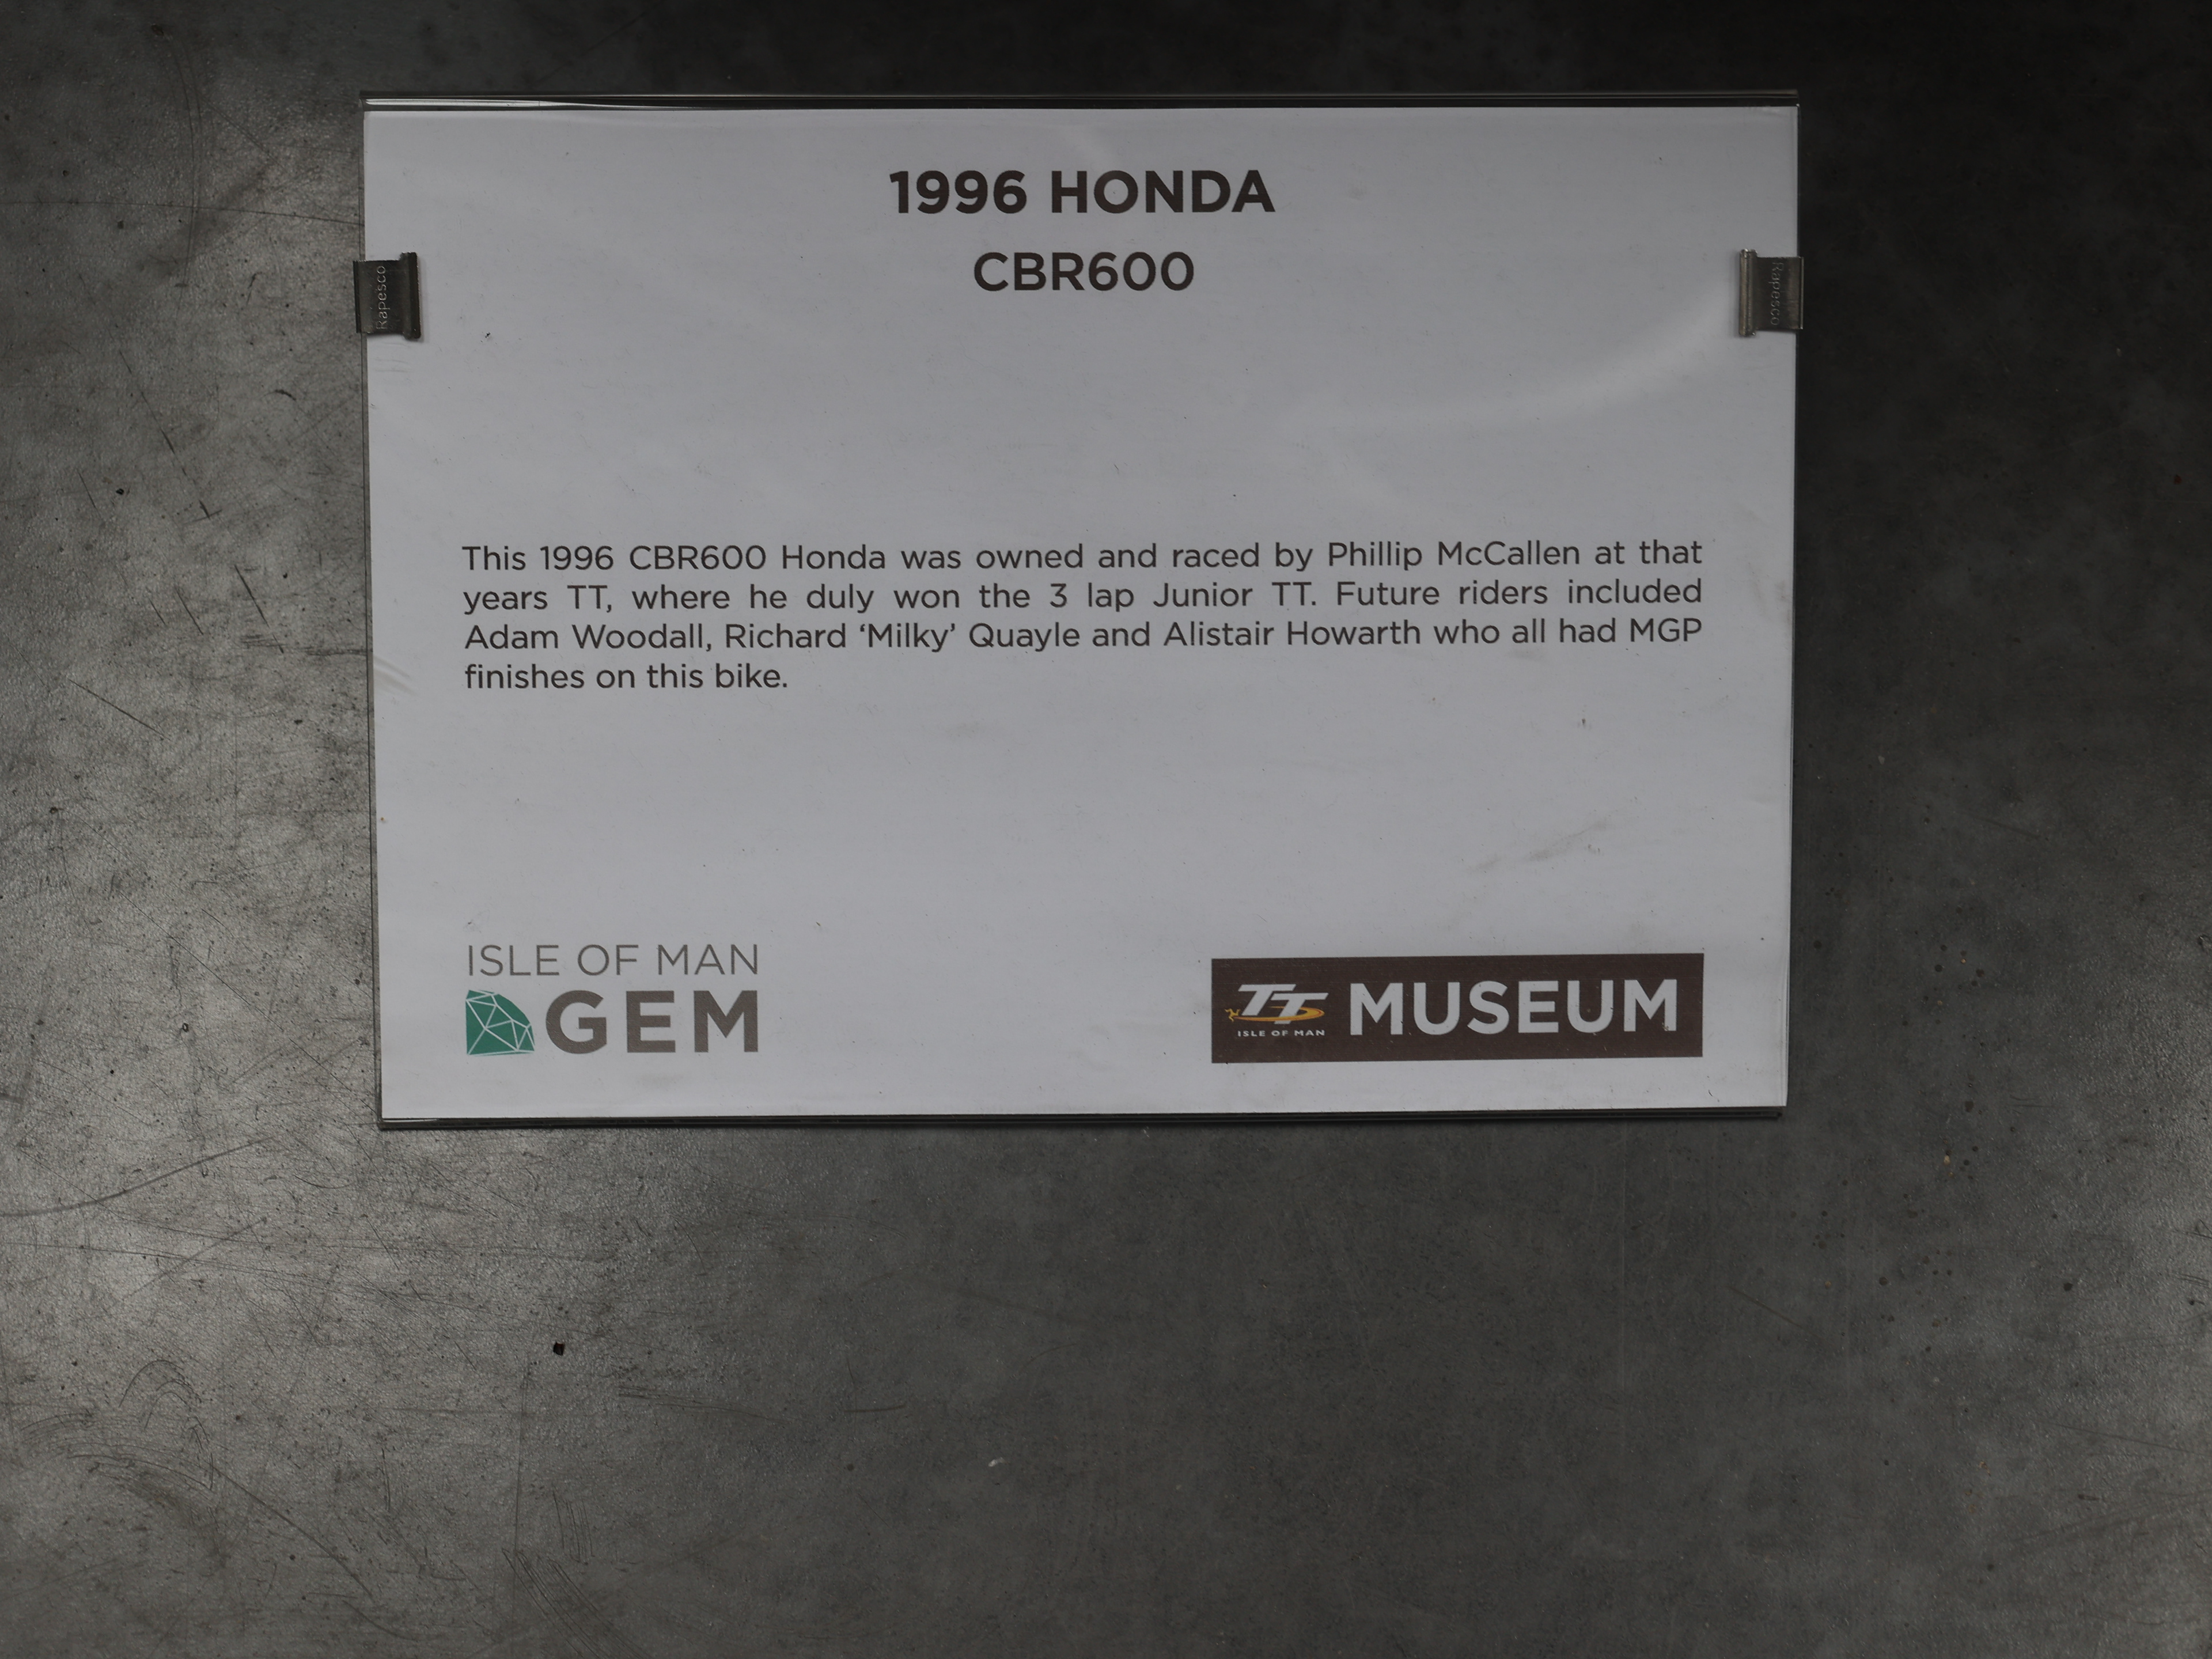 1996 HONDA
CBR600
Rapesco
Rapesco
This 1996 CBR600 Honda was owned and raced by Phillip McCallen at that
years TT, where he duly won the 3 lap Junior TT. Future riders included
Adam Woodall, Richard ‘Milky’ Quayle and Alistair Howarth who all had MGP
finishes on this bike.
ISLE OF MAN
GEM
TT
ISLE OF MAN
MUSEUM